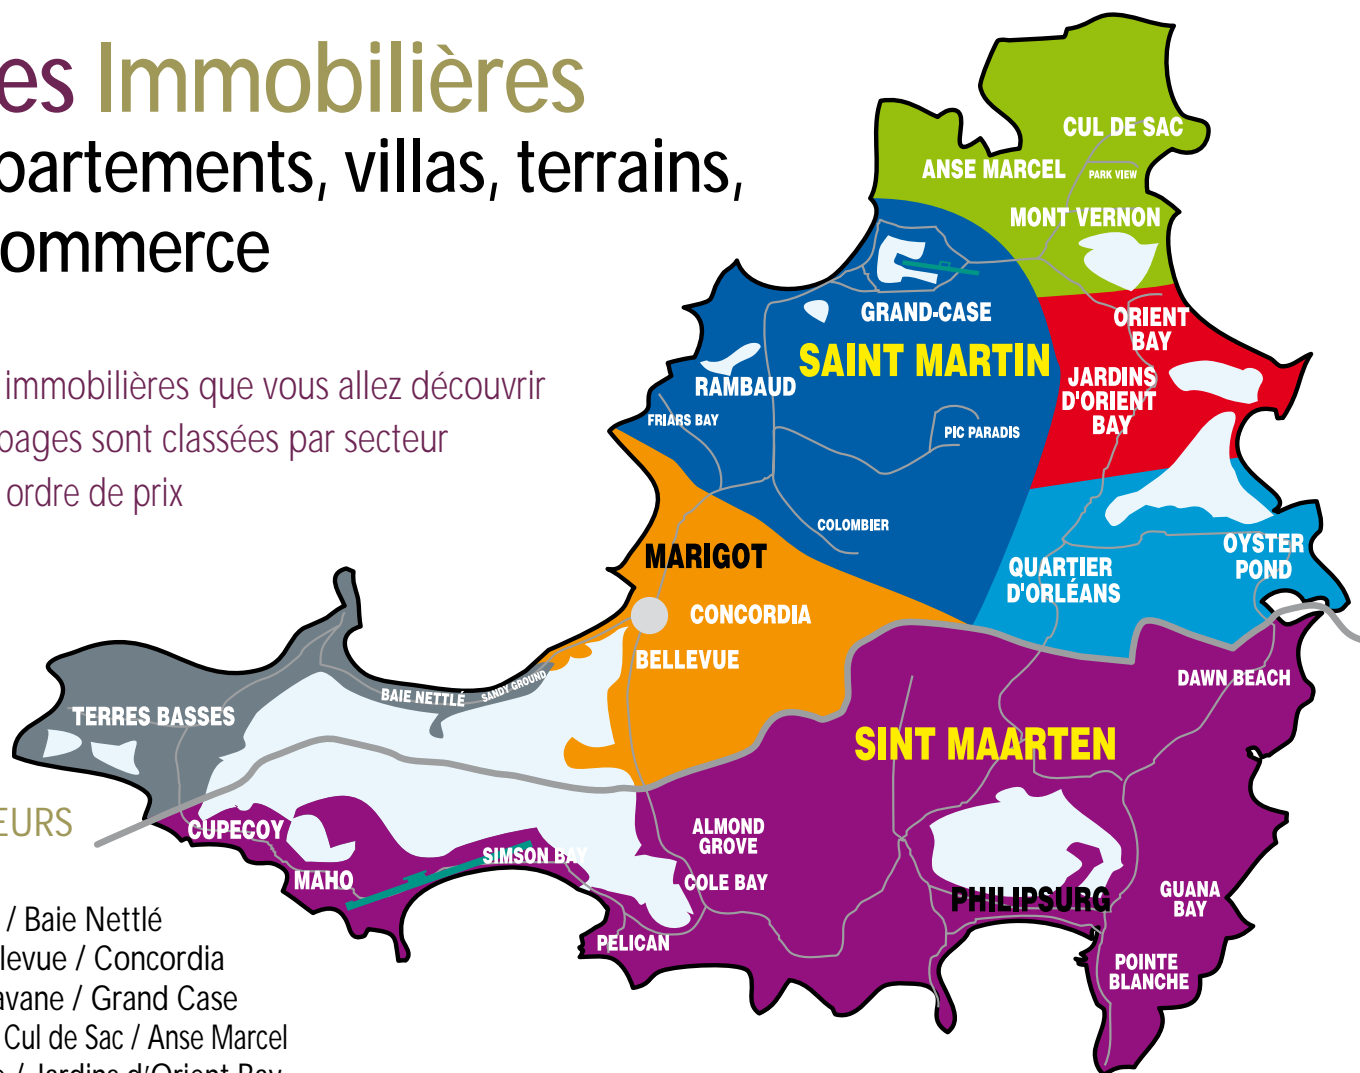 es Immobilières
partements, villas, terrains,
ommerce
immobilières que vous allez découvrir
pages sont classées par secteur
ordre de prix
EURS
/ Baie Nettlé
levue / Concordia
avane / Grand Case
Cul de Sac / Anse Marcel
/ Jardins d'Orient Bay
CUL DE SAC
ANSE MARCEL
PARK VIEW
MONT VERNON
GRAND-CASE
ORIENT
BAY
SAINT MARTIN
RAMBAUD
JARDINS
D'ORIENT
BAY
FRIARS BAY
PIC PARADIS
COLOMBIER
MARIGOT
OYSTER
POND
QUARTIER
D'ORLÉANS
CONCORDIA
BELLEVUE
DAWN BEACH
BAIE NETTLÉ
SANDY GROUND
TERRES BASSES
SINT MAARTEN
CUPECOY
ALMOND
GROVE
SIMSON BAY
MAHO
COLE BAY
PHILIPSURG
GUANA
BAY
PELICAN
POINTE
BLANCHE